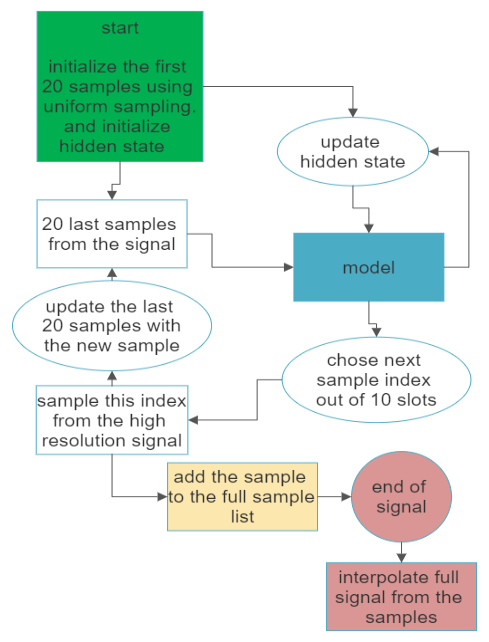 start
initialize the first
20 samples using
uniform sampling.
and initialize
hidden state
update
hidden state
20 last samples
from the signal
model
update the last
20 samples with
the new sample
chose next
sample index
out of 10 slots
sample this index
from the high
resolution signal
add the sample
to the full sample
list
end of
signal
interpolate full
signal from the
samples